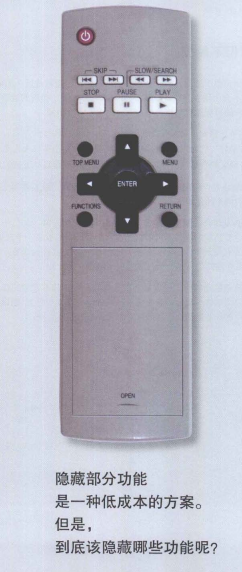 SKIP SLOW/SEARCH
STOP PAUSE PLAY
TOP MENU MENU
ENTER
FUNCTIONS RETURN
OPEN
隐藏部分功能
是一种低成本的方案。
但是，
到底该隐藏哪些功能呢？